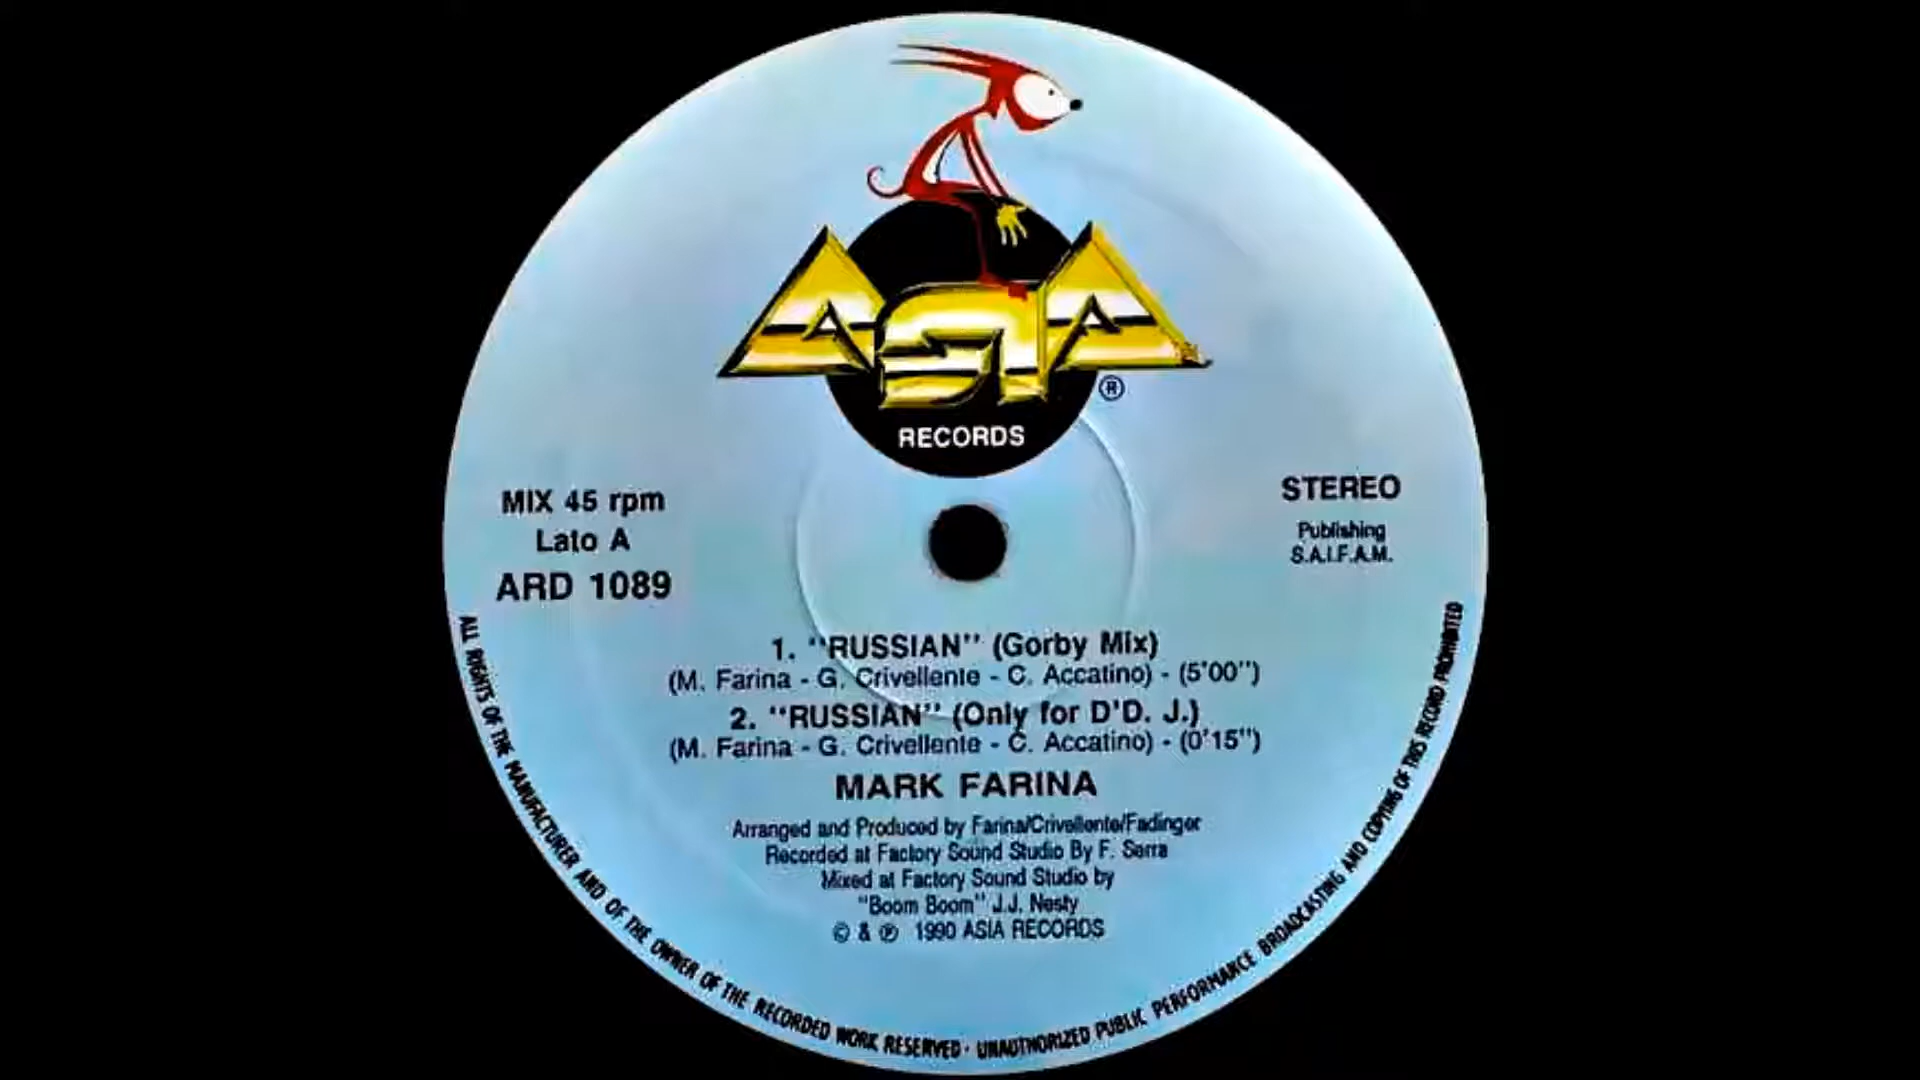 ASIA
®
RECORDS
MIX 45 rpm
Lato A
ARD 1089
STEREO
Publishing
S.A.I.F.A.M.
1. "RUSSIAN" (Gorby Mix)
(M. Farina - G. Crivellente - C. Accatino) - (5'00")
2. "RUSSIAN" (Only for D'D. J.)
(M. Farina - G. Crivellente - C. Accatino) - (0'15")
MARK FARINA
Arranged and Produced by Farina/Crivellente/Fadinger
Recorded at Factory Sound Studio By F. Serra
Mixed at Factory Sound Studio by
"Boom Boom" J.J. Nesty
© & ℗ 1990 ASIA RECORDS
ALL RIGHTS OF THE MANUFACTURER AND OF THE OWNER OF THE RECORDED WORK RESERVED · UNAUTHORIZED PUBLIC PERFORMANCE BROADCASTING AND COPYING OF THIS RECORD PROHIBITED